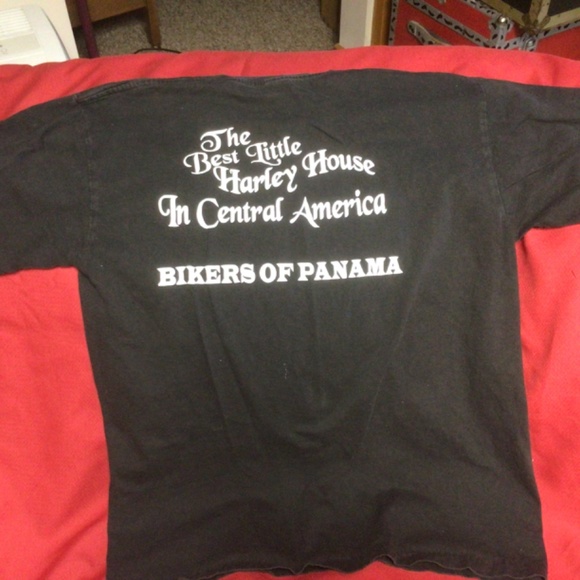 The
Best Little
Harley House
In Central America
BIKERS OF PANAMA